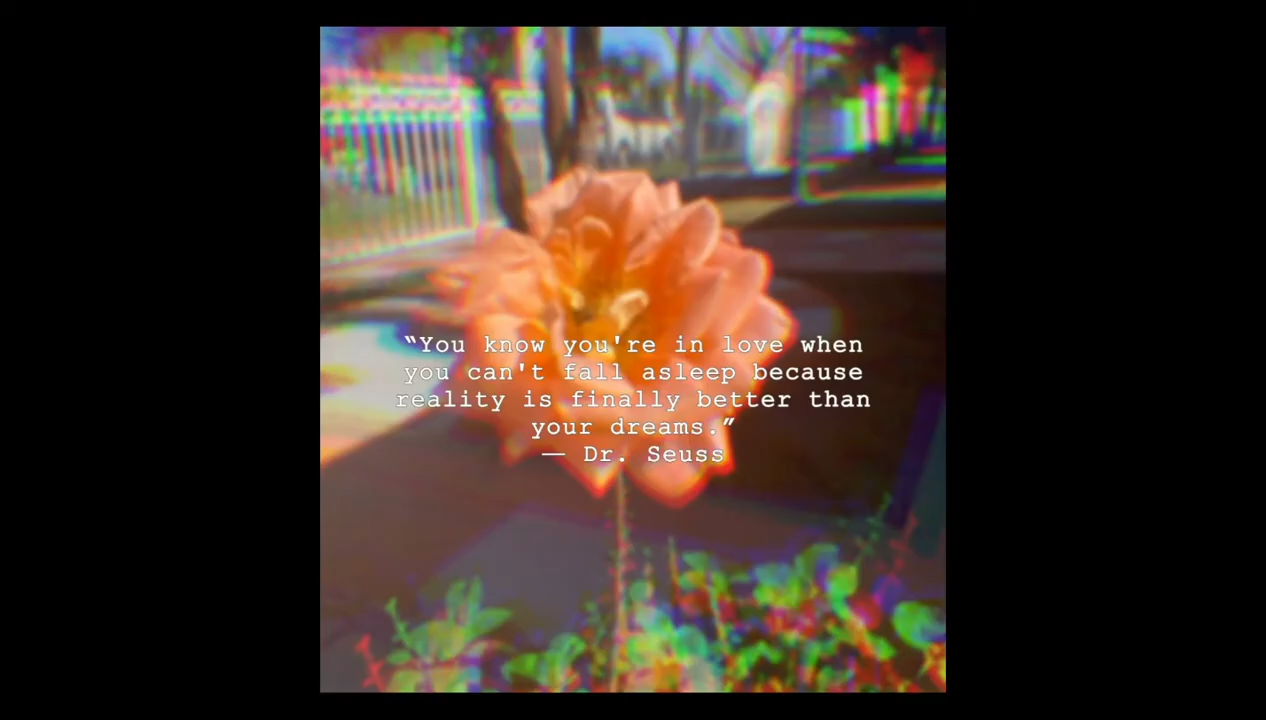 “You know you're in love when
you can't fall asleep because
reality is finally better than
your dreams.”
— Dr. Seuss